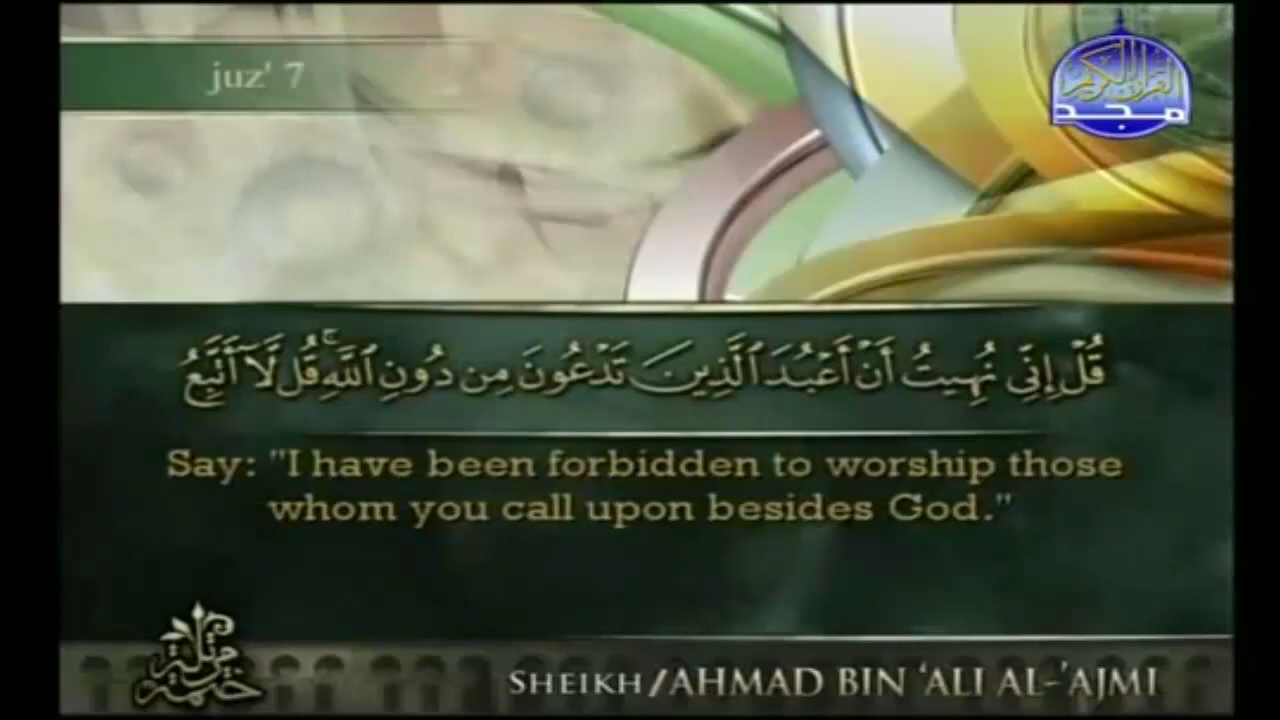 juz' 7
القرآن الكريم
مجد
قُلْ إِنِّي نُهِيتُ أَنْ أَعْبُدَ ٱلَّذِينَ تَدْعُونَ مِن دُونِ ٱللَّهِ ۚ قُل لَّآ أَتَّبِعُ
Say: "I have been forbidden to worship those
whom you call upon besides God."
ختمة مرتلة
SHEIKH/AHMAD BIN 'ALI AL-'AJMI